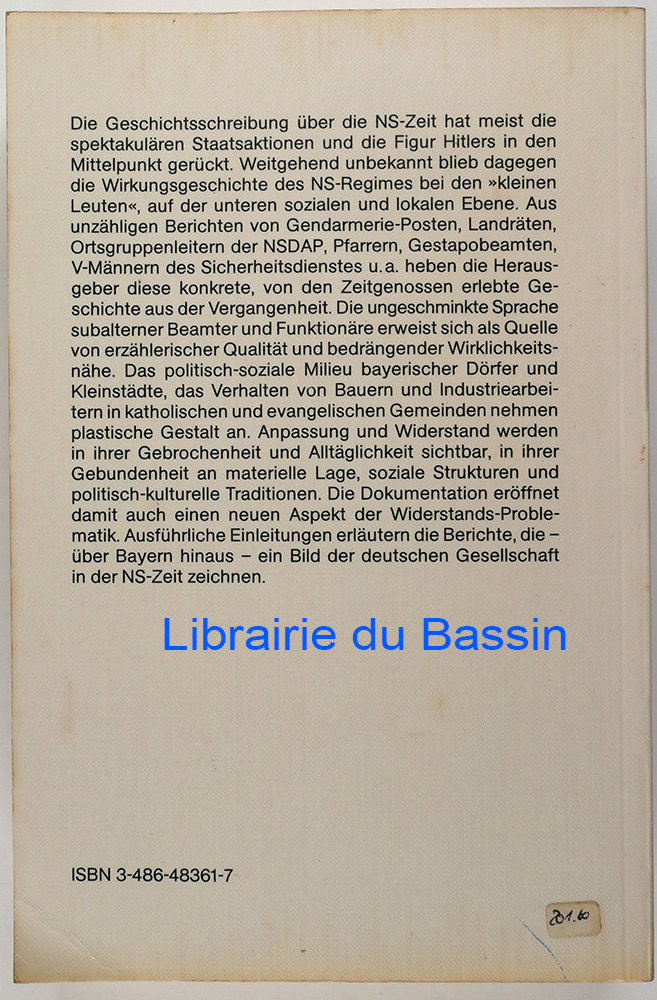 Die Geschichtsschreibung über die NS-Zeit hat meist die
spektakulären Staatsaktionen und die Figur Hitlers in den
Mittelpunkt gerückt. Weitgehend unbekannt blieb dagegen
die Wirkungsgeschichte des NS-Regimes bei den »kleinen
Leuten«, auf der unteren sozialen und lokalen Ebene. Aus
unzähligen Berichten von Gendarmerie-Posten, Landräten,
Ortsgruppenleitern der NSDAP, Pfarrern, Gestapobeamten,
V-Männern des Sicherheitsdienstes u. a. heben die Heraus-
geber diese konkrete, von den Zeitgenossen erlebte Ge-
schichte aus der Vergangenheit. Die ungeschminkte Sprache
subalterner Beamter und Funktionäre erweist sich als Quelle
von erzählerischer Qualität und bedrängender Wirklichkeits-
nähe. Das politisch-soziale Milieu bayerischer Dörfer und
Kleinstädte, das Verhalten von Bauern und Industriearbei-
tern in katholischen und evangelischen Gemeinden nehmen
plastische Gestalt an. Anpassung und Widerstand werden
in ihrer Gebrochenheit und Alltäglichkeit sichtbar, in ihrer
Gebundenheit an materielle Lage, soziale Strukturen und
politisch-kulturelle Traditionen. Die Dokumentation eröffnet
damit auch einen neuen Aspekt der Widerstands-Proble-
matik. Ausführliche Einleitungen erläutern die Berichte, die –
über Bayern hinaus – ein Bild der deutschen Gesellschaft
in der NS-Zeit zeichnen.
Librairie du Bassin
ISBN 3-486-48361-7